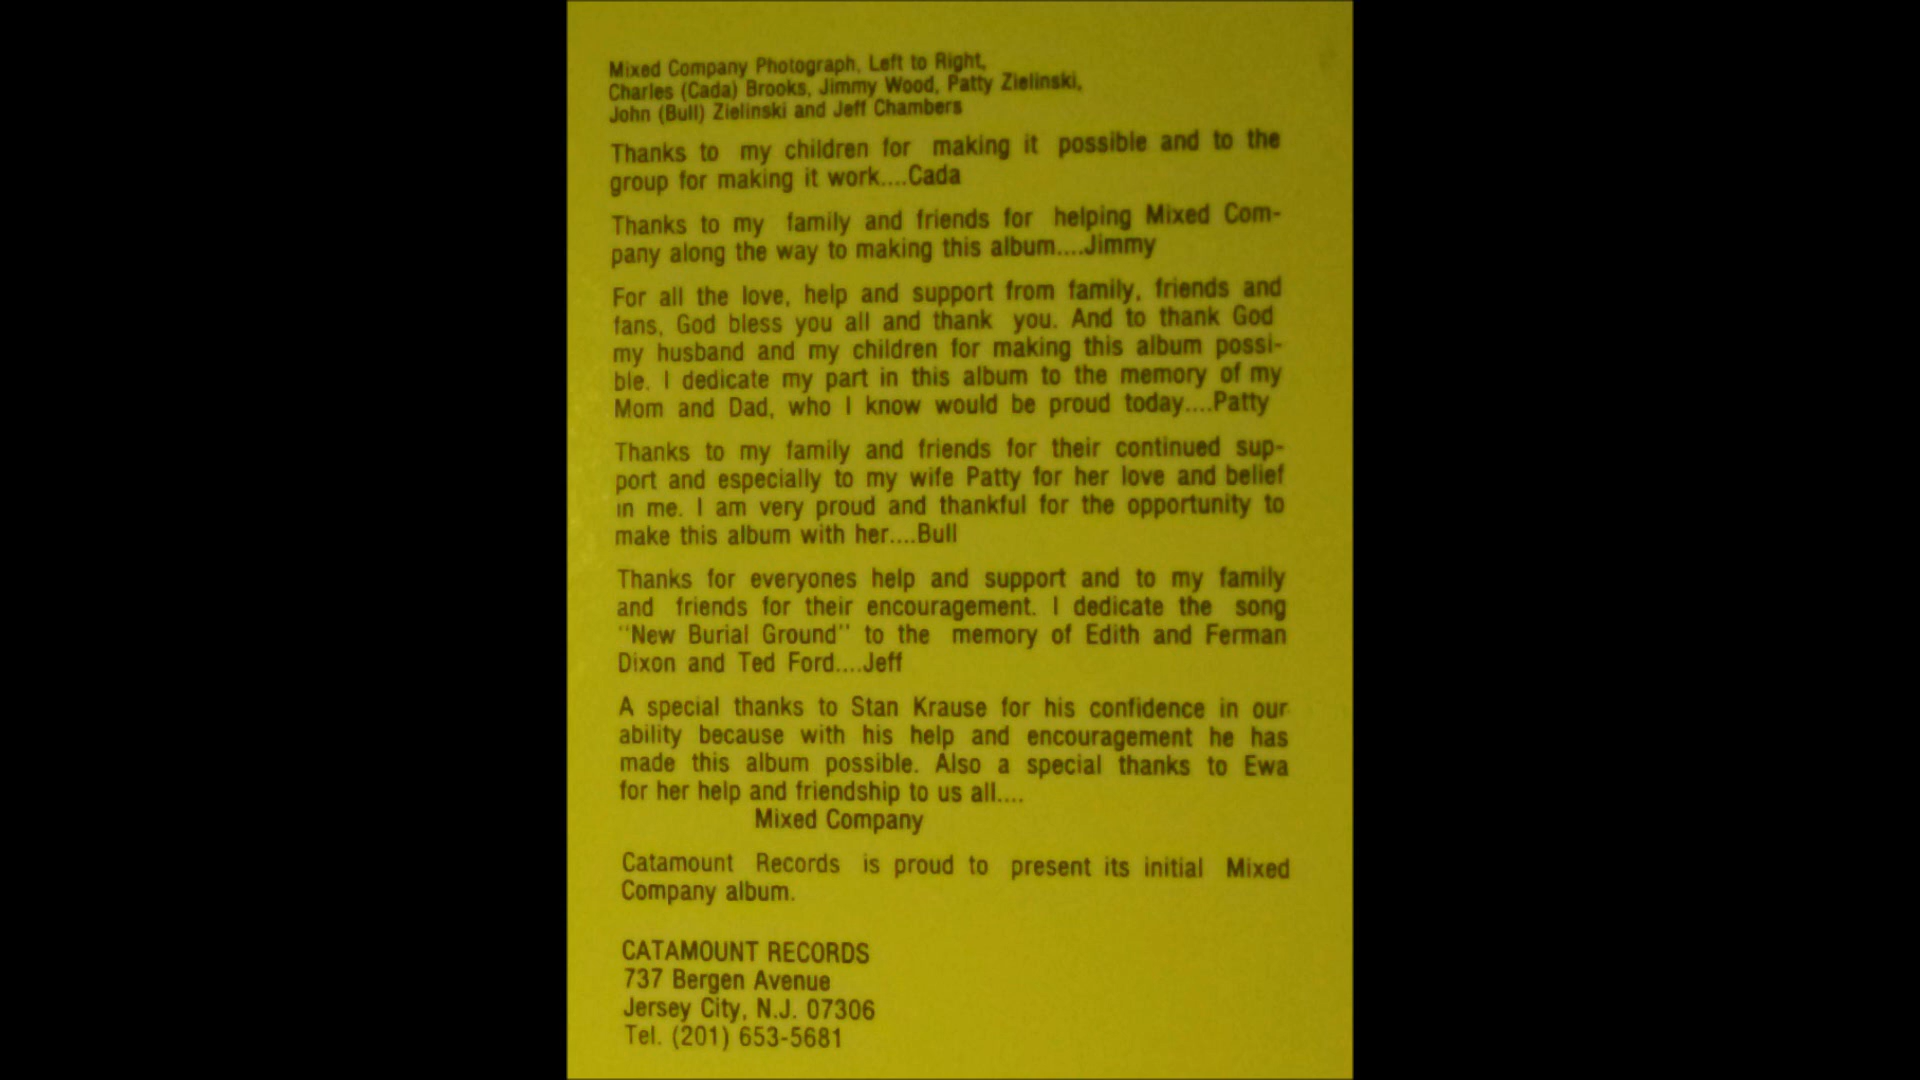 Mixed Company Photograph, Left to Right,
Charles (Cada) Brooks, Jimmy Wood, Patty Zielinski,
John (Bull) Zielinski and Jeff Chambers
Thanks to my children for making it possible and to the
group for making it work....Cada
Thanks to my family and friends for helping Mixed Com-
pany along the way to making this album....Jimmy
For all the love, help and support from family, friends and
fans, God bless you all and thank you. And to thank God
my husband and my children for making this album possi-
ble. I dedicate my part in this album to the memory of my
Mom and Dad, who I know would be proud today....Patty
Thanks to my family and friends for their continued sup-
port and especially to my wife Patty for her love and belief
in me. I am very proud and thankful for the opportunity to
make this album with her....Bull
Thanks for everyones help and support and to my family
and friends for their encouragement. I dedicate the song
"New Burial Ground" to the memory of Edith and Ferman
Dixon and Ted Ford....Jeff
A special thanks to Stan Krause for his confidence in our
ability because with his help and encouragement he has
made this album possible. Also a special thanks to Ewa
for her help and friendship to us all....
Mixed Company
Catamount Records is proud to present its initial Mixed
Company album.
CATAMOUNT RECORDS
737 Bergen Avenue
Jersey City, N.J. 07306
Tel. (201) 653-5681